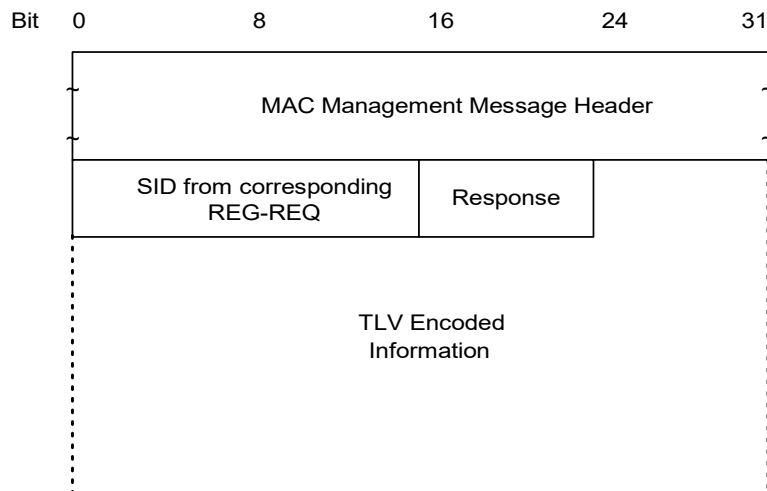 Bit 0 8 16 24 31
MAC Management Message Header
SID from corresponding
REG-REQ
Response
TLV Encoded
Information